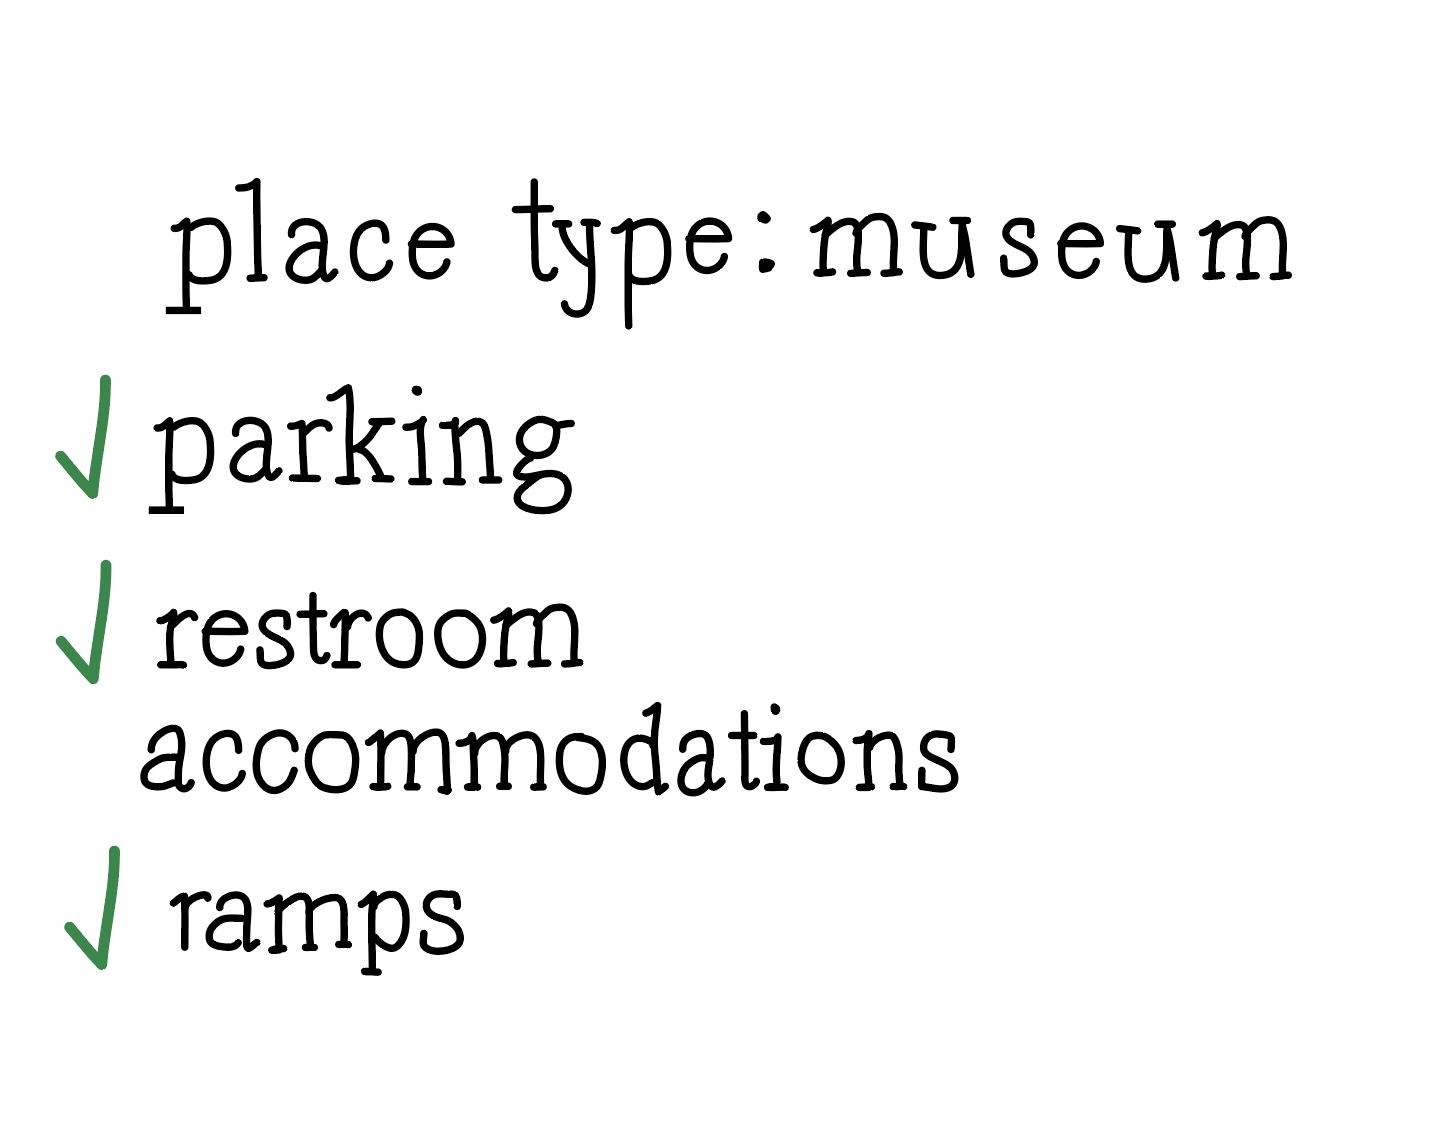 place type: museum
parking
restroom
accommodations
ramps